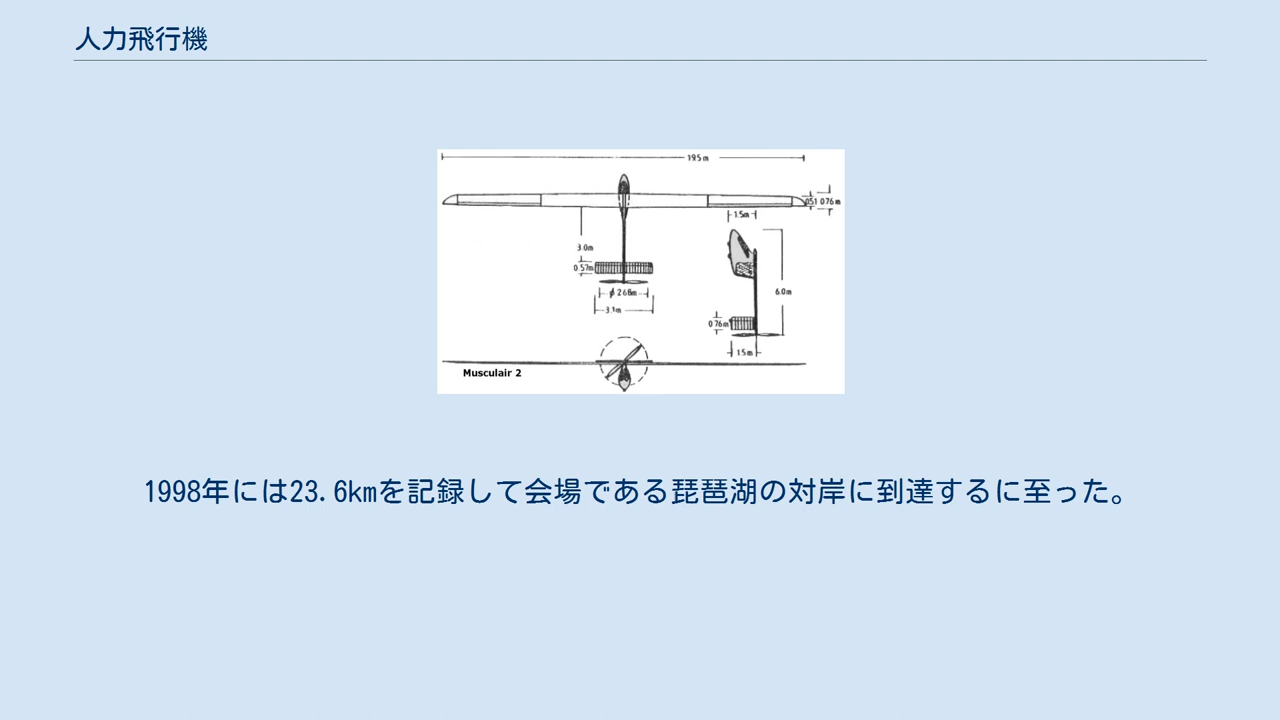 人力飛行機
19.5 m
0.76 m
1.5m
3.0m
0.57m
6.0m
ϕ 2.68m
3.1m
0.76m
1.5m
Musculair 2
1998年には23.6kmを記録して会場である琵琶湖の対岸に到達するに至った。